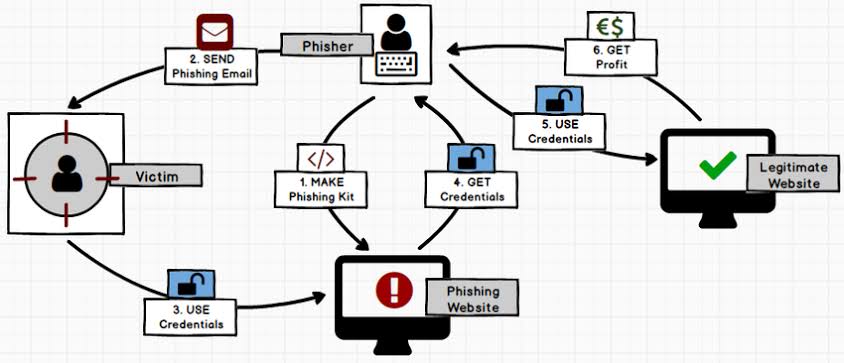 €$
6. GET
Profit
2. SEND
Phishing Email
Phisher
5. USE
Credentials
</>
1. MAKE
Phishing Kit
4. GET
Credentials
Victim
Legitimate
Website
3. USE
Credentials
!
Phishing
Website